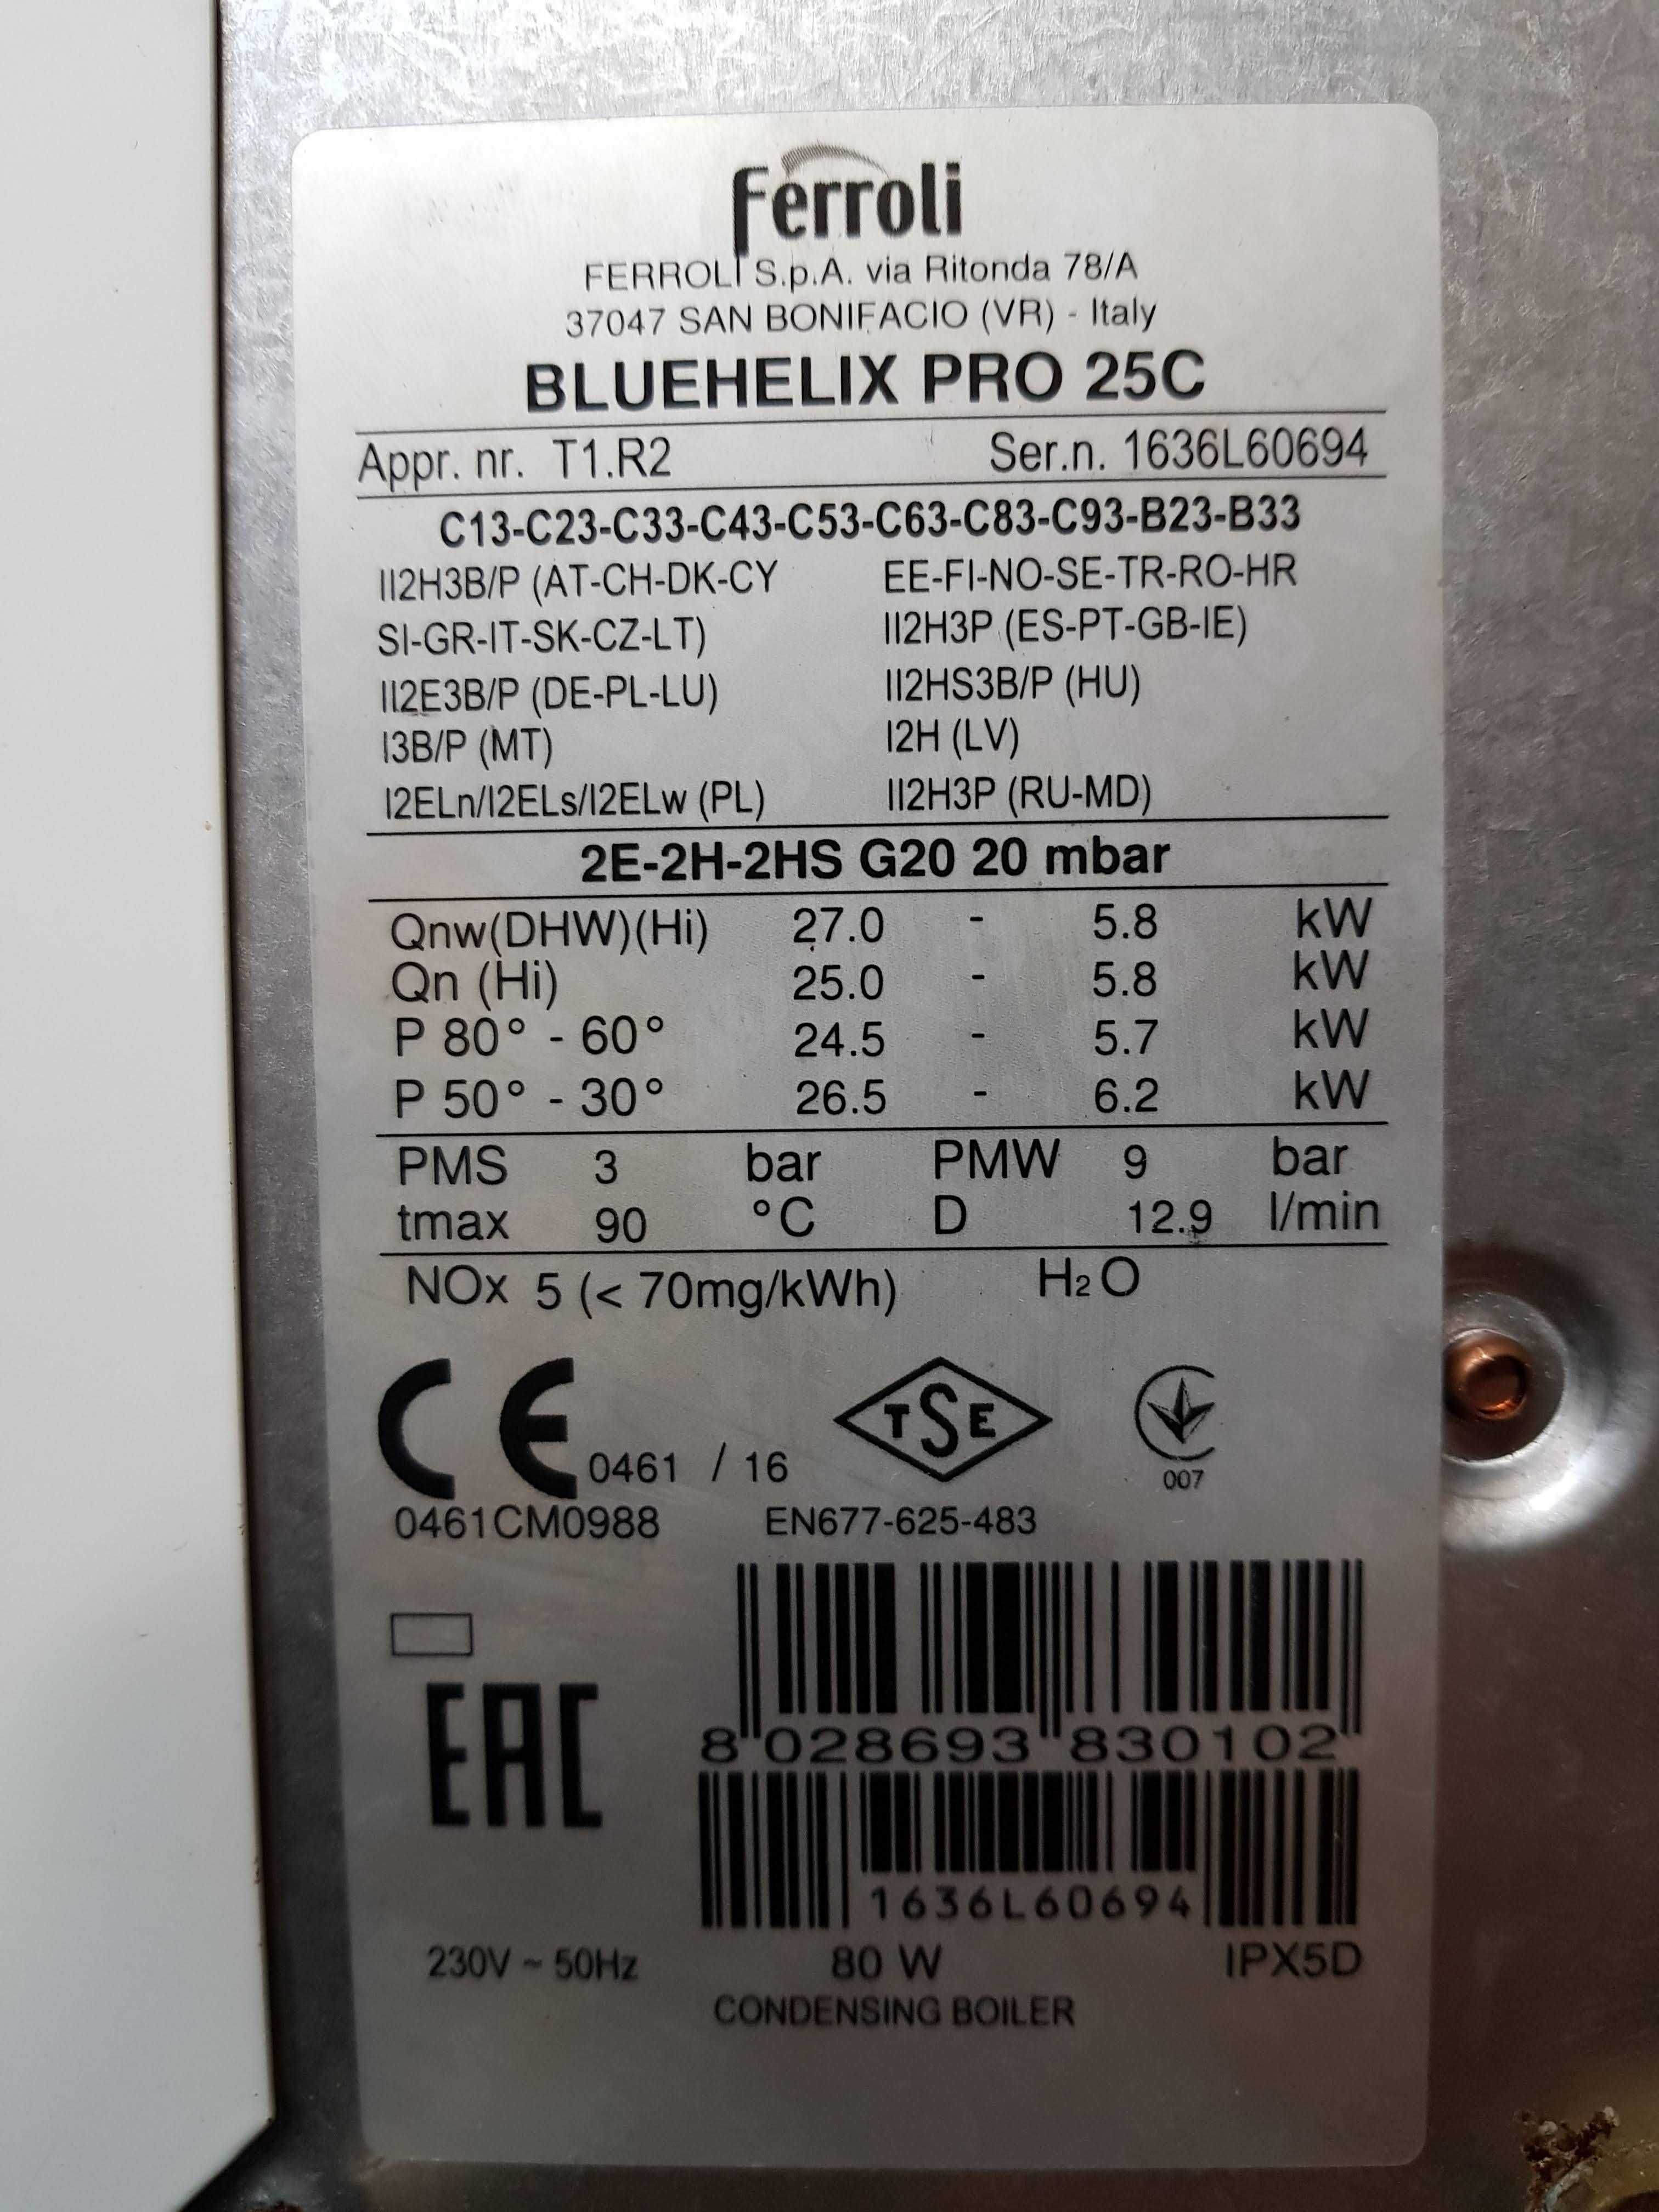 ferroli
FERROLI S.p.A. via Ritonda 78/A
37047 SAN BONIFACIO (VR) - Italy
BLUEHELIX PRO 25C
Appr. nr. T1.R2 Ser.n. 1636L60694
C13-C23-C33-C43-C53-C63-C83-C93-B23-B33
II2H3B/P (AT-CH-DK-CY EE-FI-NO-SE-TR-RO-HR
SI-GR-IT-SK-CZ-LT) II2H3P (ES-PT-GB-IE)
II2E3B/P (DE-PL-LU) II2HS3B/P (HU)
I3B/P (MT) I2H (LV)
I2ELn/I2ELs/I2ELw (PL) II2H3P (RU-MD)
2E-2H-2HS G20 20 mbar
Qnw(DHW)(Hi) 27.0 - 5.8 kW
Qn (Hi) 25.0 - 5.8 kW
P 80° - 60° 24.5 - 5.7 kW
P 50° - 30° 26.5 - 6.2 kW
PMS 3 bar PMW 9 bar
tmax 90 °C D 12.9 l/min
NOx 5 (< 70mg/kWh) H₂O
CE 0461 / 16 TSE 007
0461CM0988 EN677-625-483
EAC
8 028693 830102
1636L60694
230V ~ 50Hz 80 W IPX5D
CONDENSING BOILER